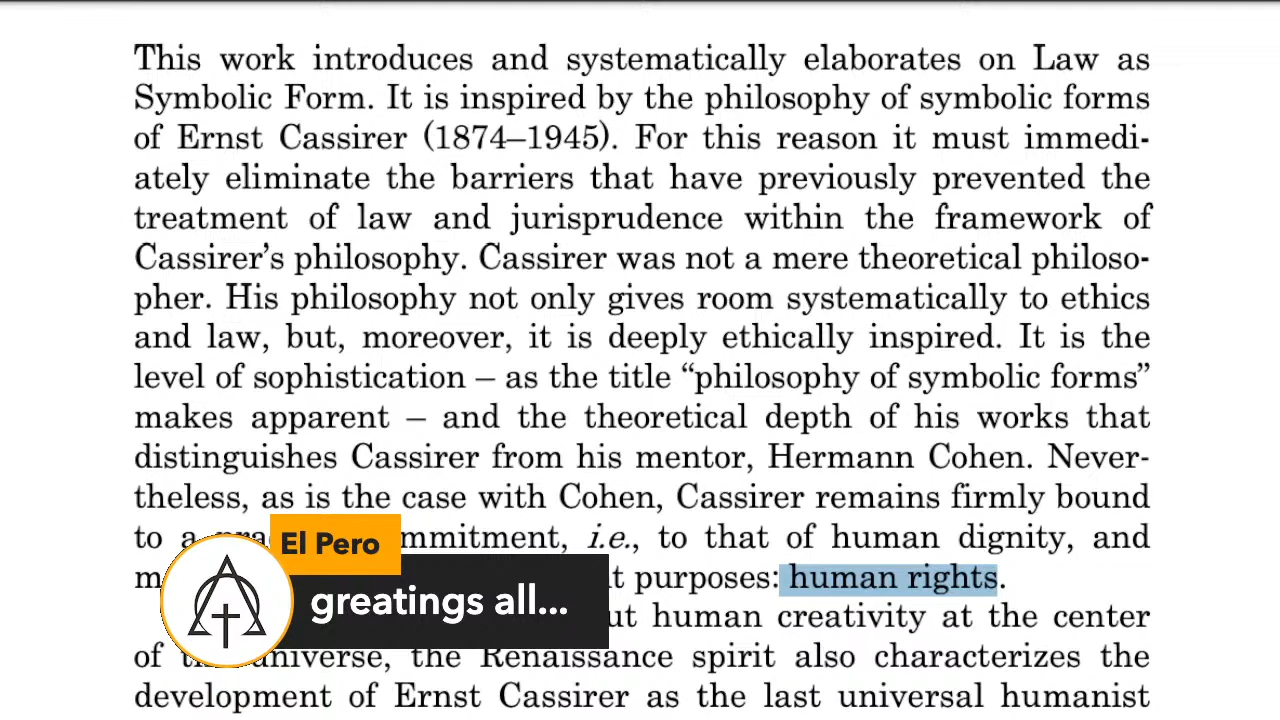 This work introduces and systematically elaborates on Law as
Symbolic Form. It is inspired by the philosophy of symbolic forms
of Ernst Cassirer (1874–1945). For this reason it must immedi-
ately eliminate the barriers that have previously prevented the
treatment of law and jurisprudence within the framework of
Cassirer’s philosophy. Cassirer was not a mere theoretical philoso-
pher. His philosophy not only gives room systematically to ethics
and law, but, moreover, it is deeply ethically inspired. It is the
level of sophistication – as the title “philosophy of symbolic forms”
makes apparent – and the theoretical depth of his works that
distinguishes Cassirer from his mentor, Hermann Cohen. Never-
theless, as is the case with Cohen, Cassirer remains firmly bound
to a i.e., to that of human dignity, and
El Pero
purposes: human rights.
greatings all...
human creativity at the center
of universe, the Renaissance spirit also characterizes the
development of Ernst Cassirer as the last universal humanist